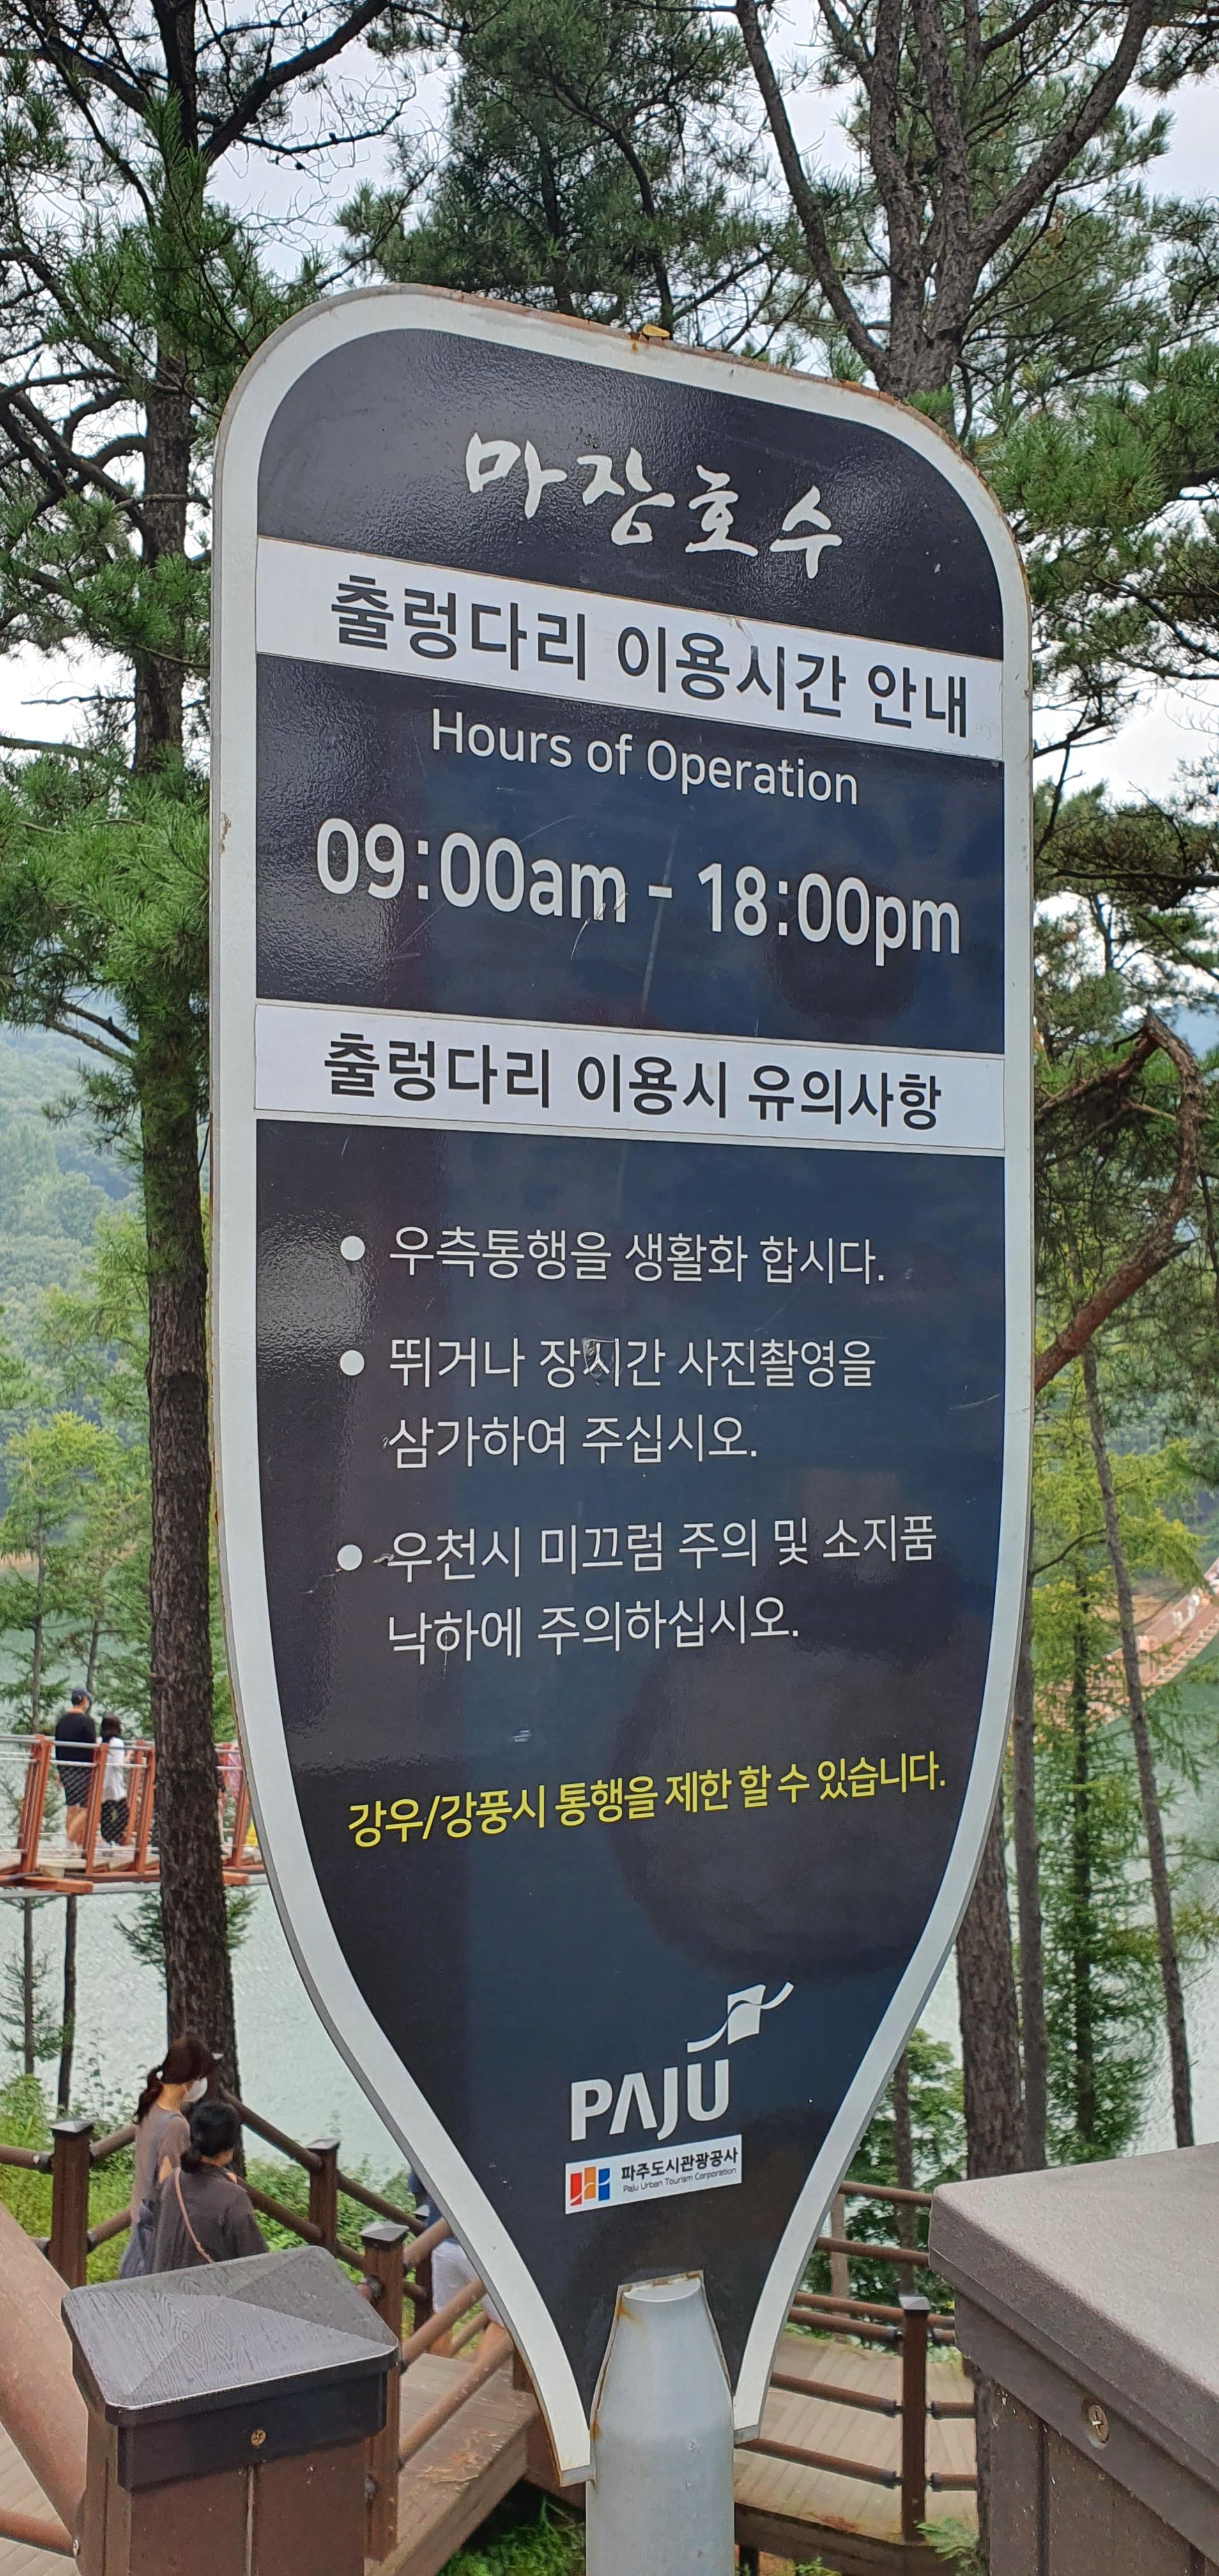 마장호수
출렁다리 이용시간 안내
Hours of Operation
09:00am - 18:00pm
출렁다리 이용시 유의사항
• 우측통행을 생활화 합시다.
• 뛰거나 장시간 사진촬영을
삼가하여 주십시오.
• 우천시 미끄럼 주의 및 소지품
낙하에 주의하십시오.
강우/강풍시 통행을 제한 할 수 있습니다.
PAJU
파주도시관광공사
Paju Urban Tourism Corporation